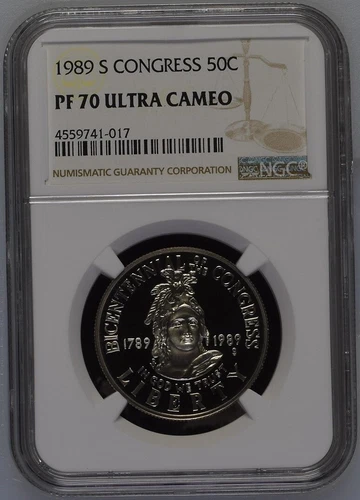 1989 S CONGRESS 50C
PF 70 ULTRA CAMEO
4559741-017
NUMISMATIC GUARANTY CORPORATION
NGC
BICENTENNIAL OF THE CONGRESS
1789 1989
S
IN GOD WE TRUST
LIBERTY